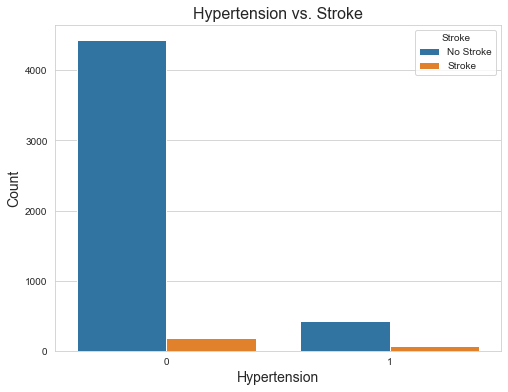 Hypertension vs. Stroke
Stroke
No Stroke
Stroke
Count
4000
3000
2000
1000
0
0 1
Hypertension